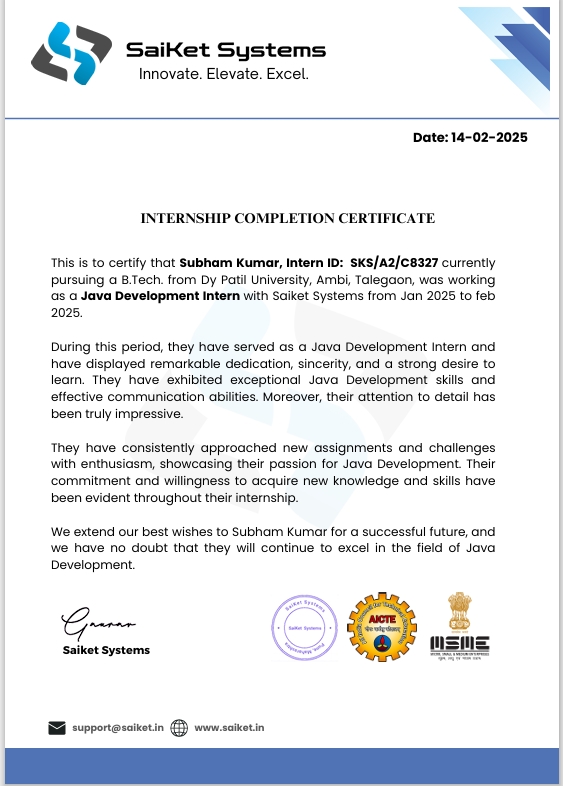 SaiKet Systems
Innovate. Elevate. Excel.
Date: 14-02-2025
INTERNSHIP COMPLETION CERTIFICATE
This is to certify that Subham Kumar, Intern ID: SKS/A2/C8327 currently
pursuing a B.Tech. from Dy Patil University, Ambi, Talegaon, was working
as a Java Development Intern with Saiket Systems from Jan 2025 to feb
2025.
During this period, they have served as a Java Development Intern and
have displayed remarkable dedication, sincerity, and a strong desire to
learn. They have exhibited exceptional Java Development skills and
effective communication abilities. Moreover, their attention to detail has
been truly impressive.
They have consistently approached new assignments and challenges
with enthusiasm, showcasing their passion for Java Development. Their
commitment and willingness to acquire new knowledge and skills have
been evident throughout their internship.
We extend our best wishes to Subham Kumar for a successful future, and
we have no doubt that they will continue to excel in the field of Java
Development.
Saiket Systems
Saiket Systems
Saiket Systems
AICTE
MSME
MICRO, SMALL & MEDIUM ENTERPRISES
support@saiket.in
www.saiket.in